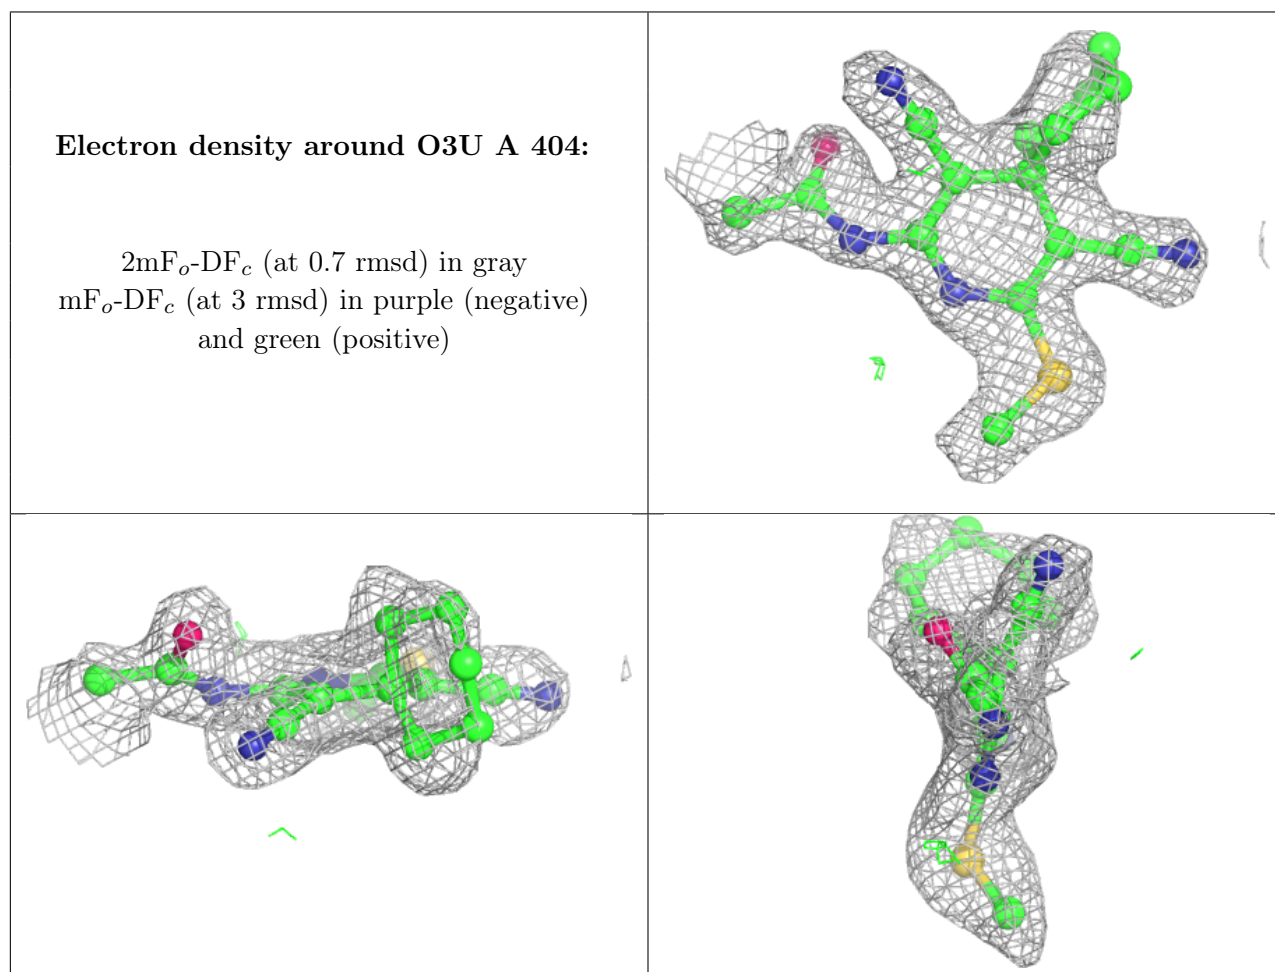 Electron density around O3U A 404:
2mFo-DFc (at 0.7 rmsd) in gray
mFo-DFc (at 3 rmsd) in purple (negative)
and green (positive)